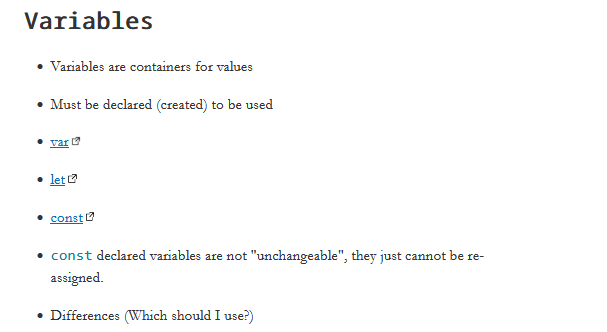 Variables
• Variables are containers for values
• Must be declared (created) to be used
• var
• let
• const
• const declared variables are not "unchangeable", they just cannot be re-
assigned.
• Differences (Which should I use?)